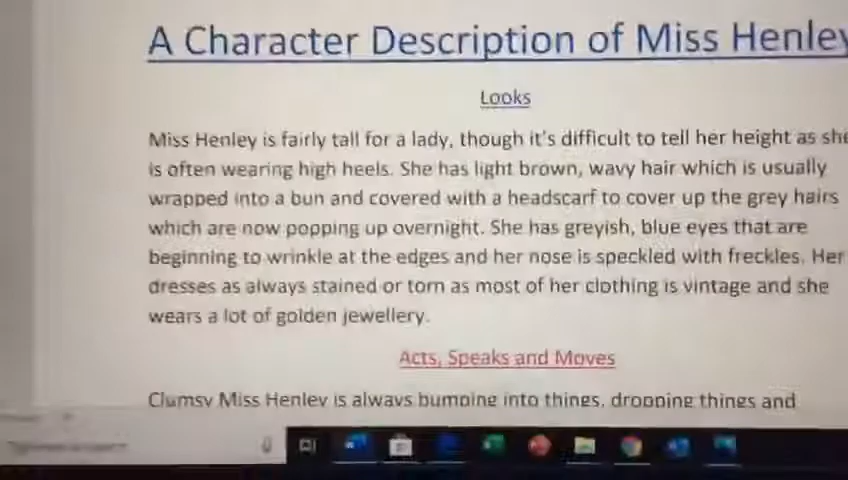 A Character Description of Miss Henley
Looks
Miss Henley is fairly tall for a lady, though it's difficult to tell her height as she
is often wearing high heels. She has light brown, wavy hair which is usually
wrapped into a bun and covered with a headscarf to cover up the grey hairs
which are now popping up overnight. She has greyish, blue eyes that are
beginning to wrinkle at the edges and her nose is speckled with freckles. Her
dresses as always stained or torn as most of her clothing is vintage and she
wears a lot of golden jewellery.
Acts, Speaks and Moves
Clumsy Miss Henley is always bumping into things, dropping things and